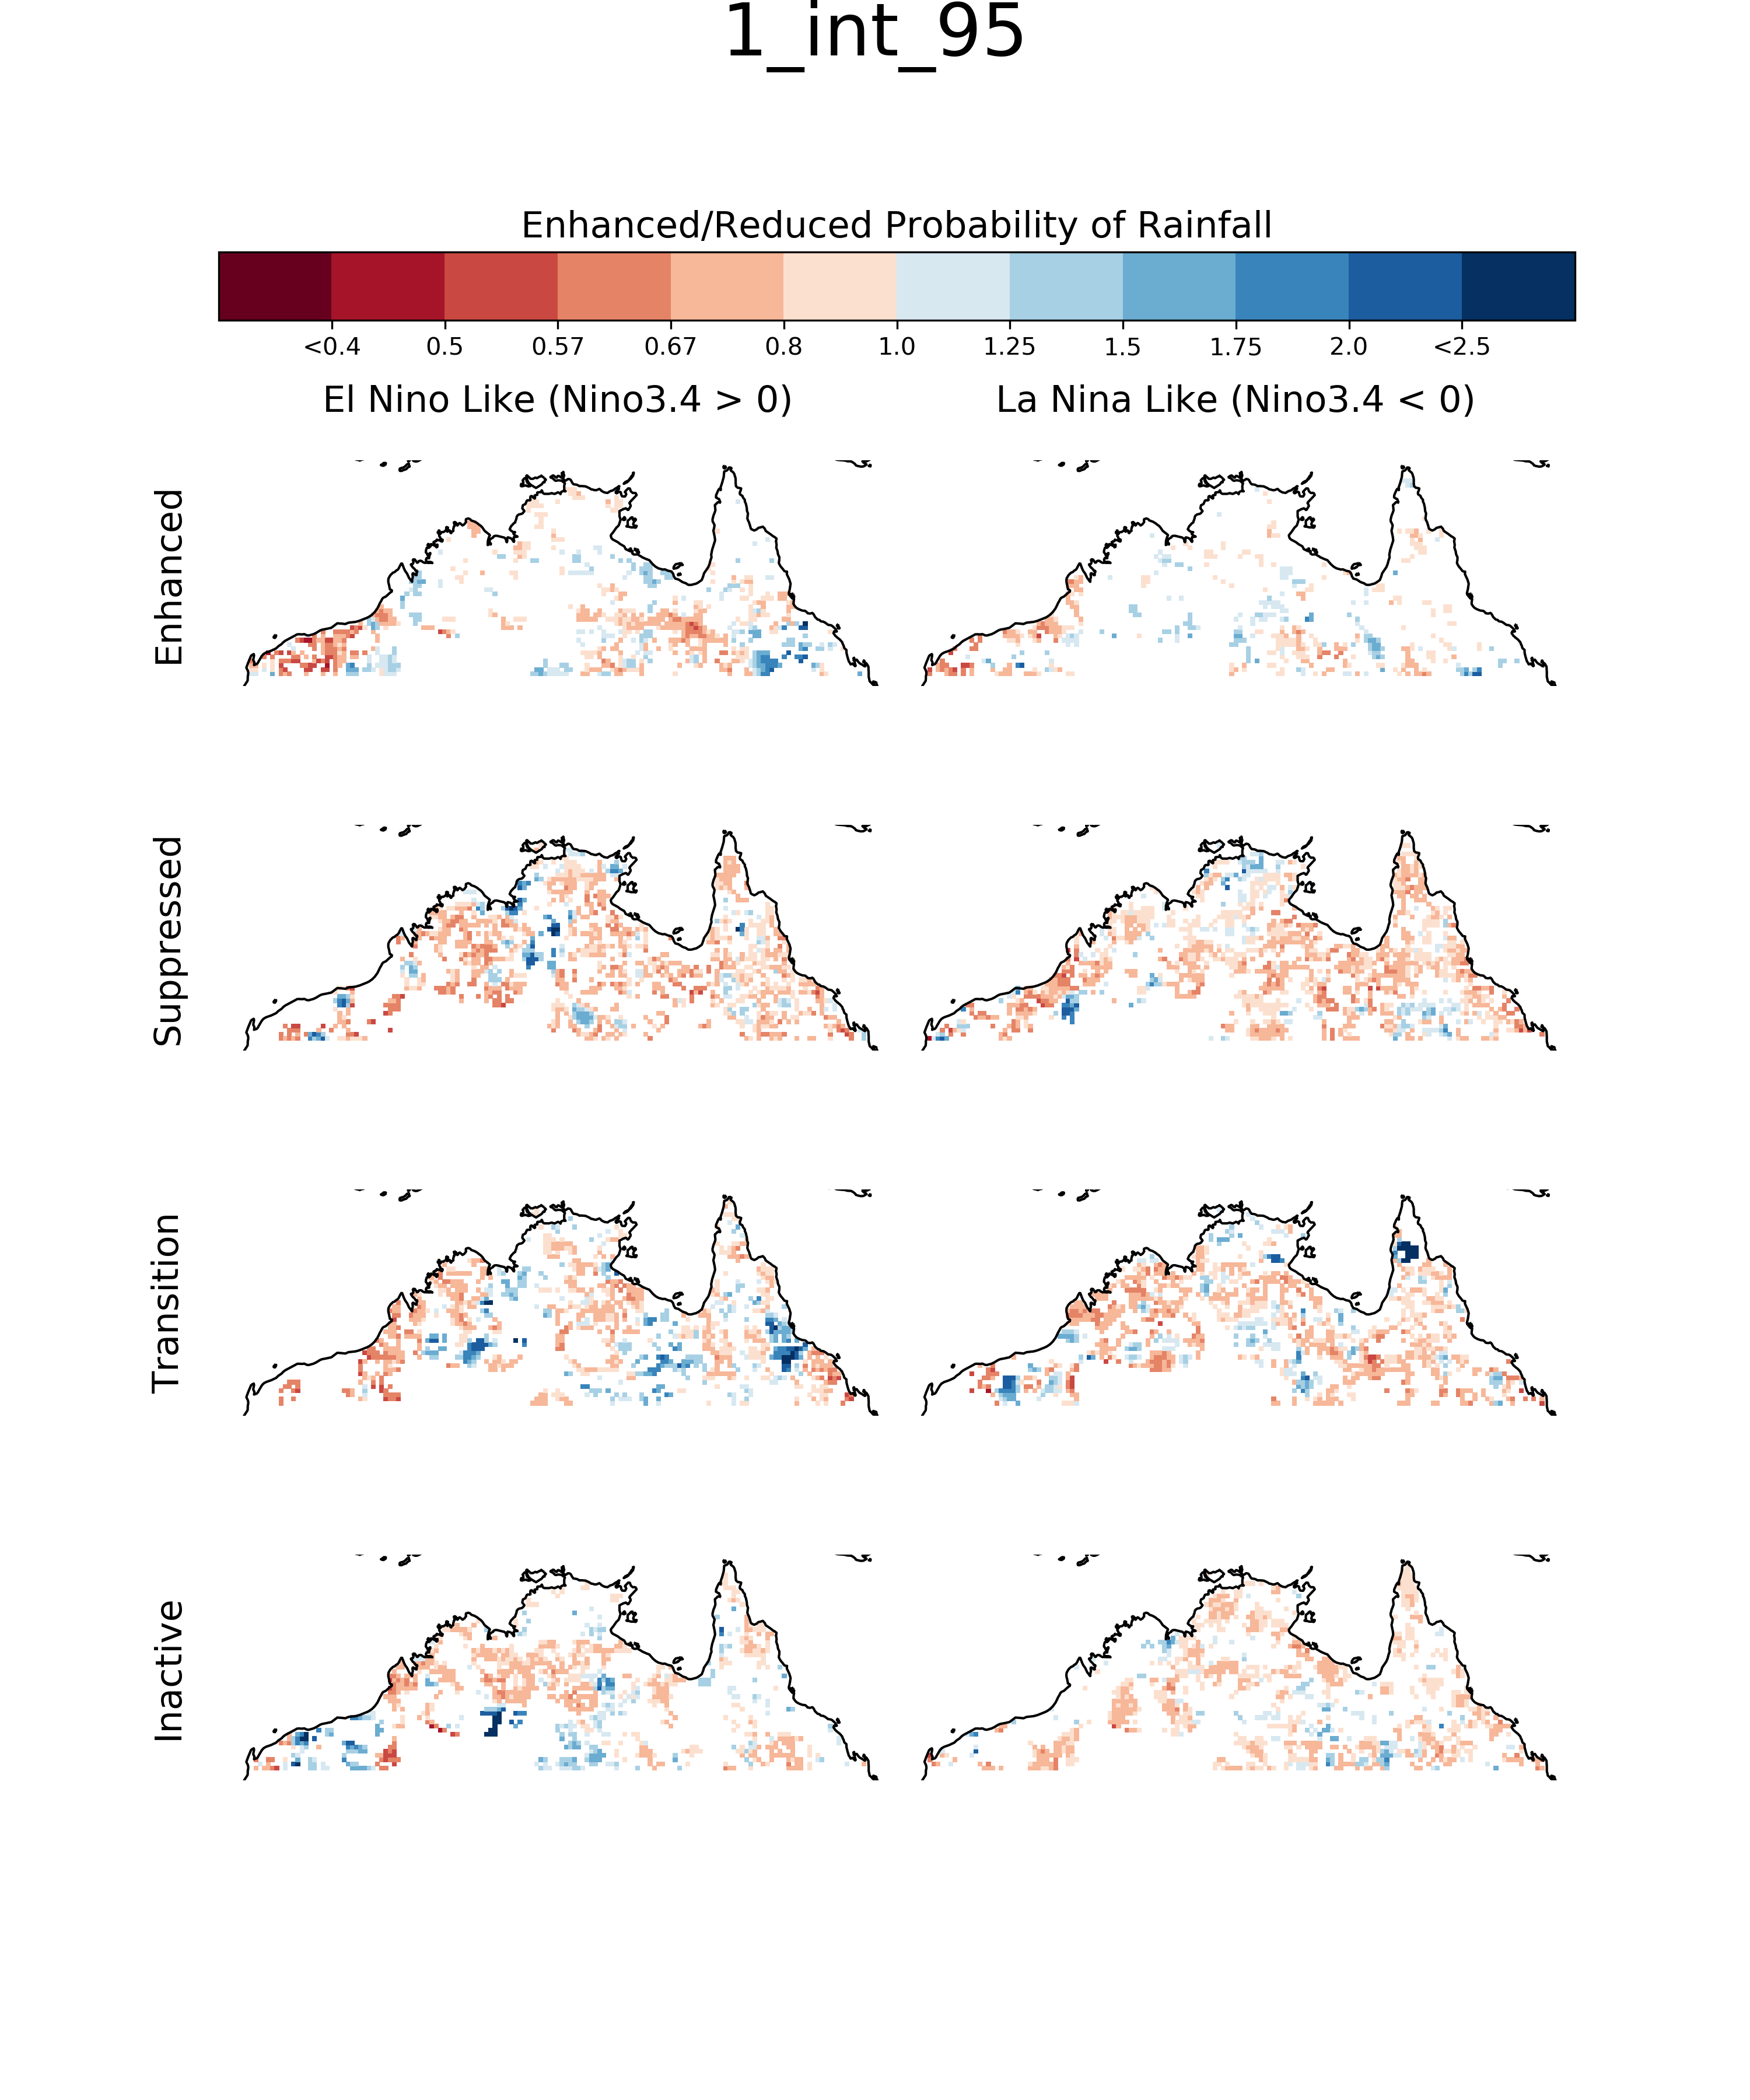 1_int_95
Enhanced/Reduced Probability of Rainfall
<0.4 0.5 0.57 0.67 0.8 1.0 1.25 1.5 1.75 2.0 <2.5
El Nino Like (Nino3.4 > 0) La Nina Like (Nino3.4 < 0)
Enhanced
Suppressed
Transition
Inactive